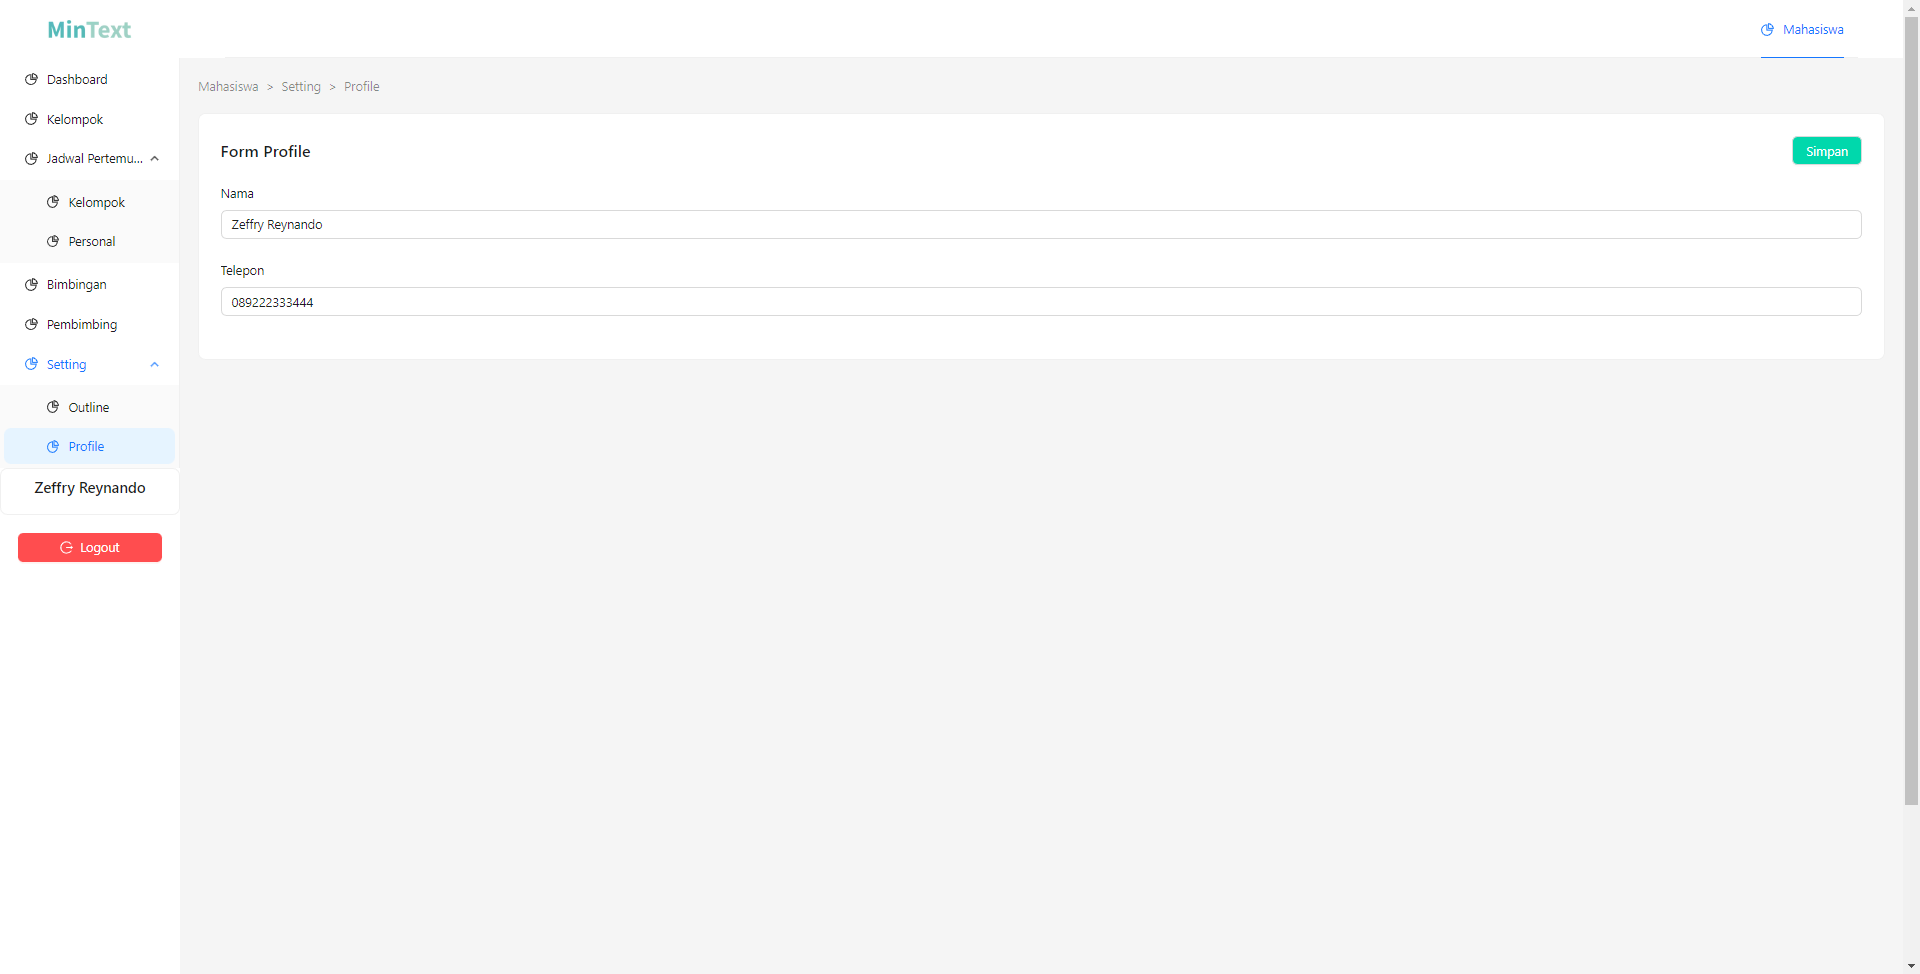 MinText
Mahasiswa
Dashboard
Kelompok
Jadwal Pertemu...
Kelompok
Personal
Bimbingan
Pembimbing
Setting
Outline
Profile
Zeffry Reynando
Logout
Mahasiswa > Setting > Profile
Form Profile
Simpan
Nama
Zeffry Reynando
Telepon
089222333444